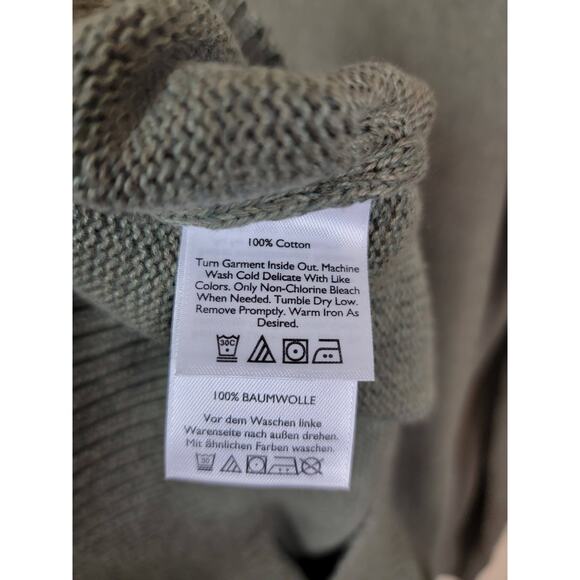 100% Cotton
Turn Garment Inside Out. Machine
Wash Cold Delicate With Like
Colors. Only Non-Chlorine Bleach
When Needed. Tumble Dry Low.
Remove Promptly. Warm Iron As
Desired.
30C
100% BAUMWOLLE
Vor dem Waschen linke
Warenseite nach außen drehen.
Mit ähnlichen Farben waschen.
30